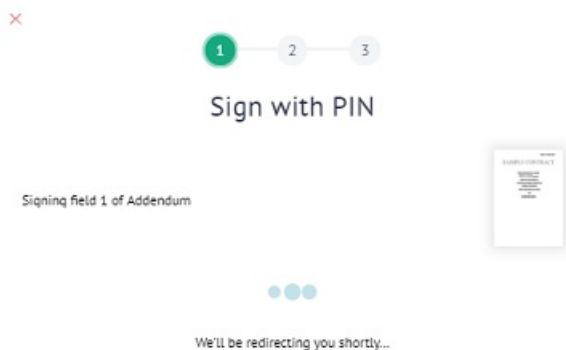 1 2 3
Sign with PIN
SAMPLE CONTRACT
Signing field 1 of Addendum
We'll be redirecting you shortly...